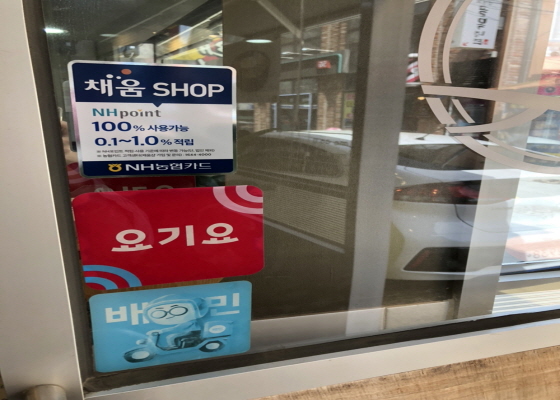 채움 SHOP
NHpoint
100% 사용가능
0.1~1.0% 적립
NH농협카드
요기요
배민